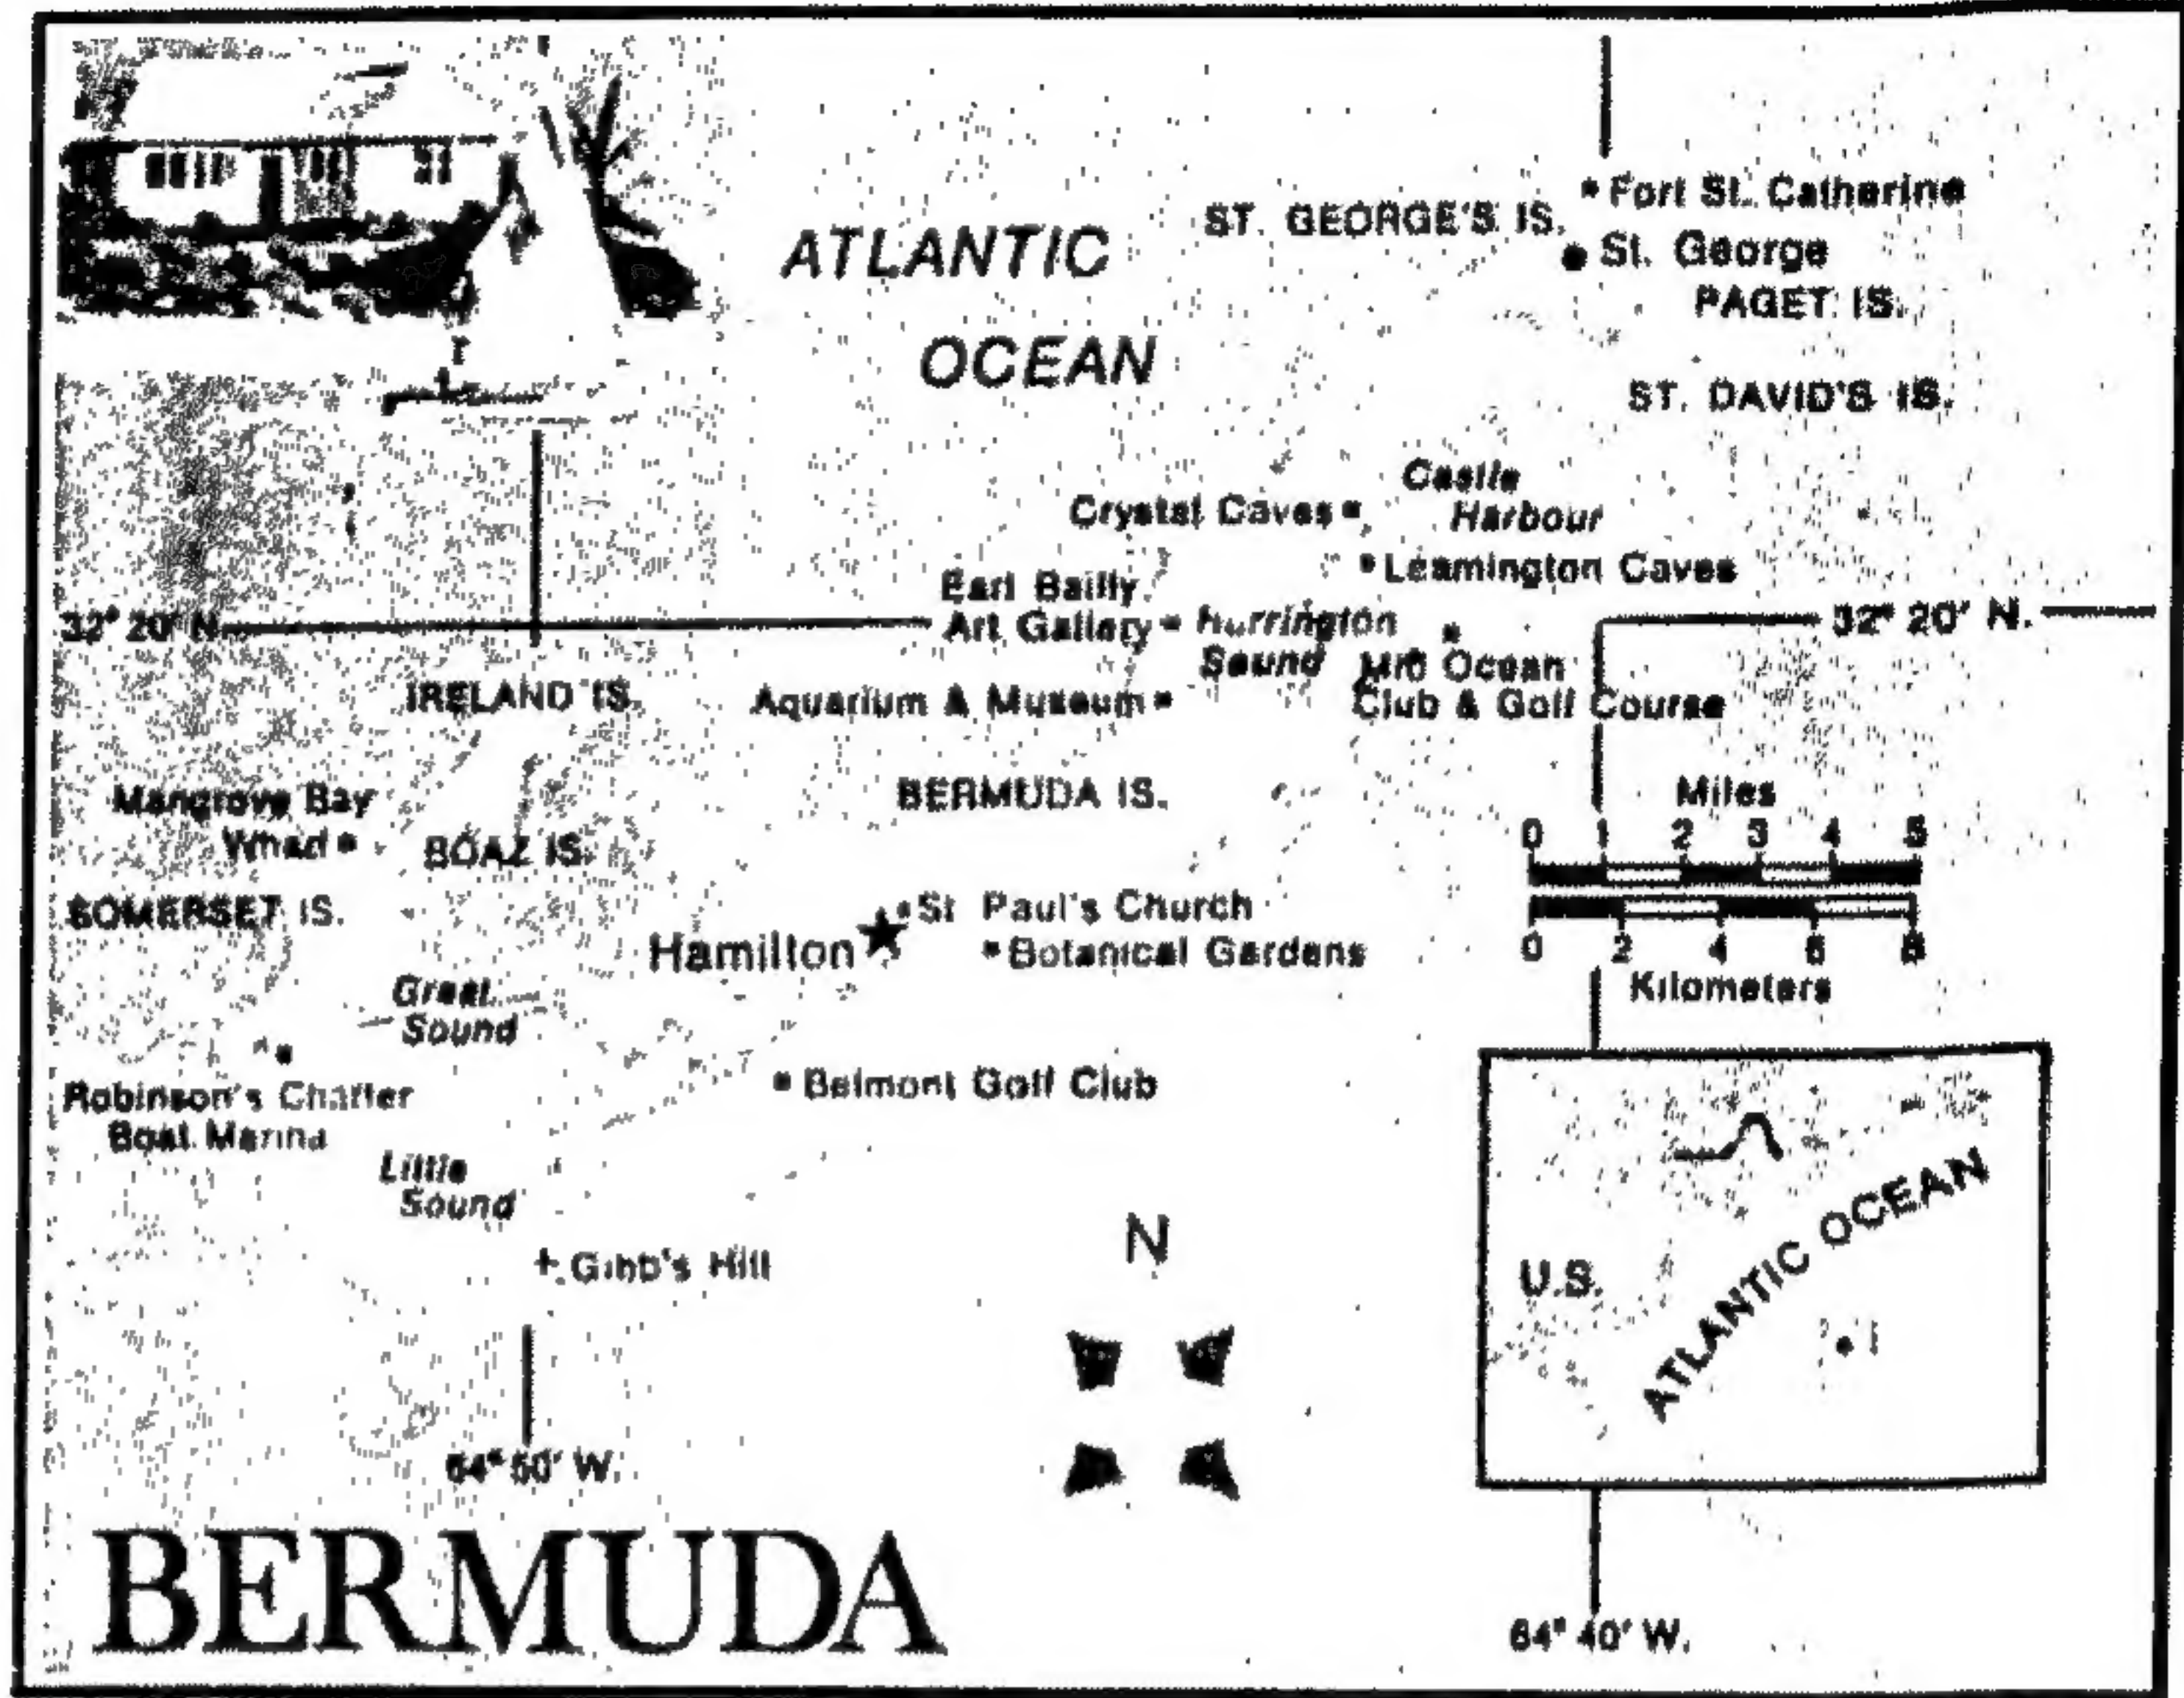 ATLANTIC
OCEAN
ST. GEORGE'S IS.
Fort St. Catherine
St. George
PAGET IS.
ST. DAVID'S IS.
Castle
Harbour
Crystal Caves
Leamington Caves
Earl Bailly
Art Gallery
Harrington
Sound
32° 20' N.
32° 20' N.
Mid Ocean
Club & Golf Course
IRELAND IS.
Aquarium & Museum
BERMUDA IS.
Mangrove Bay
Wharf
BOAZ IS.
SOMERSET IS.
Miles
0 1 2 3 4 5
0 2 4 6 8
Kilometers
St Paul's Church
Hamilton
Botanical Gardens
Great
Sound
Robinson's Charter
Boat Marina
Belmont Golf Club
Little
Sound
Gibb's Hill
N
U.S.
ATLANTIC OCEAN
64° 50' W.
64° 40' W.
BERMUDA